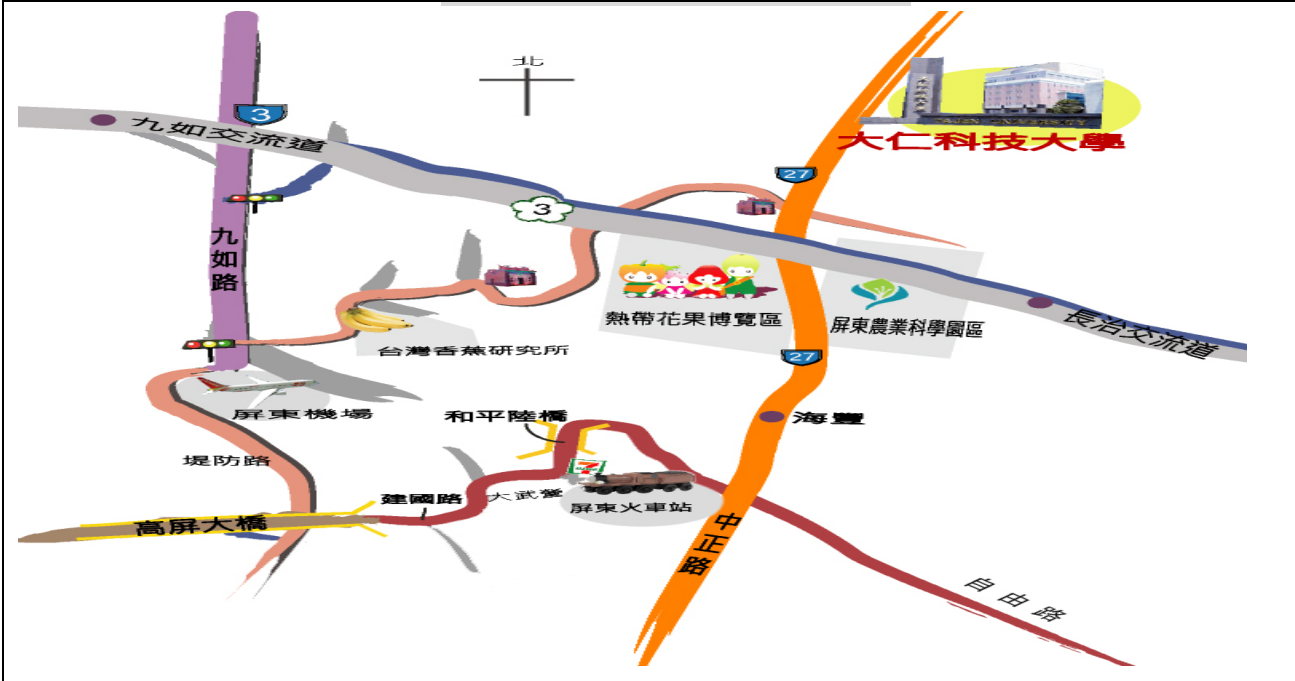 北
3
九如交流道
大仁科技大學
27
3
九如路
熱帶花果博覽區
屏東農業科學園區
長治交流道
台灣香蕉研究所
27
屏東機場
和平陸橋
海豐
堤防路
7
建國路
大武營
屏東火車站
高屏大橋
中正路
自由路